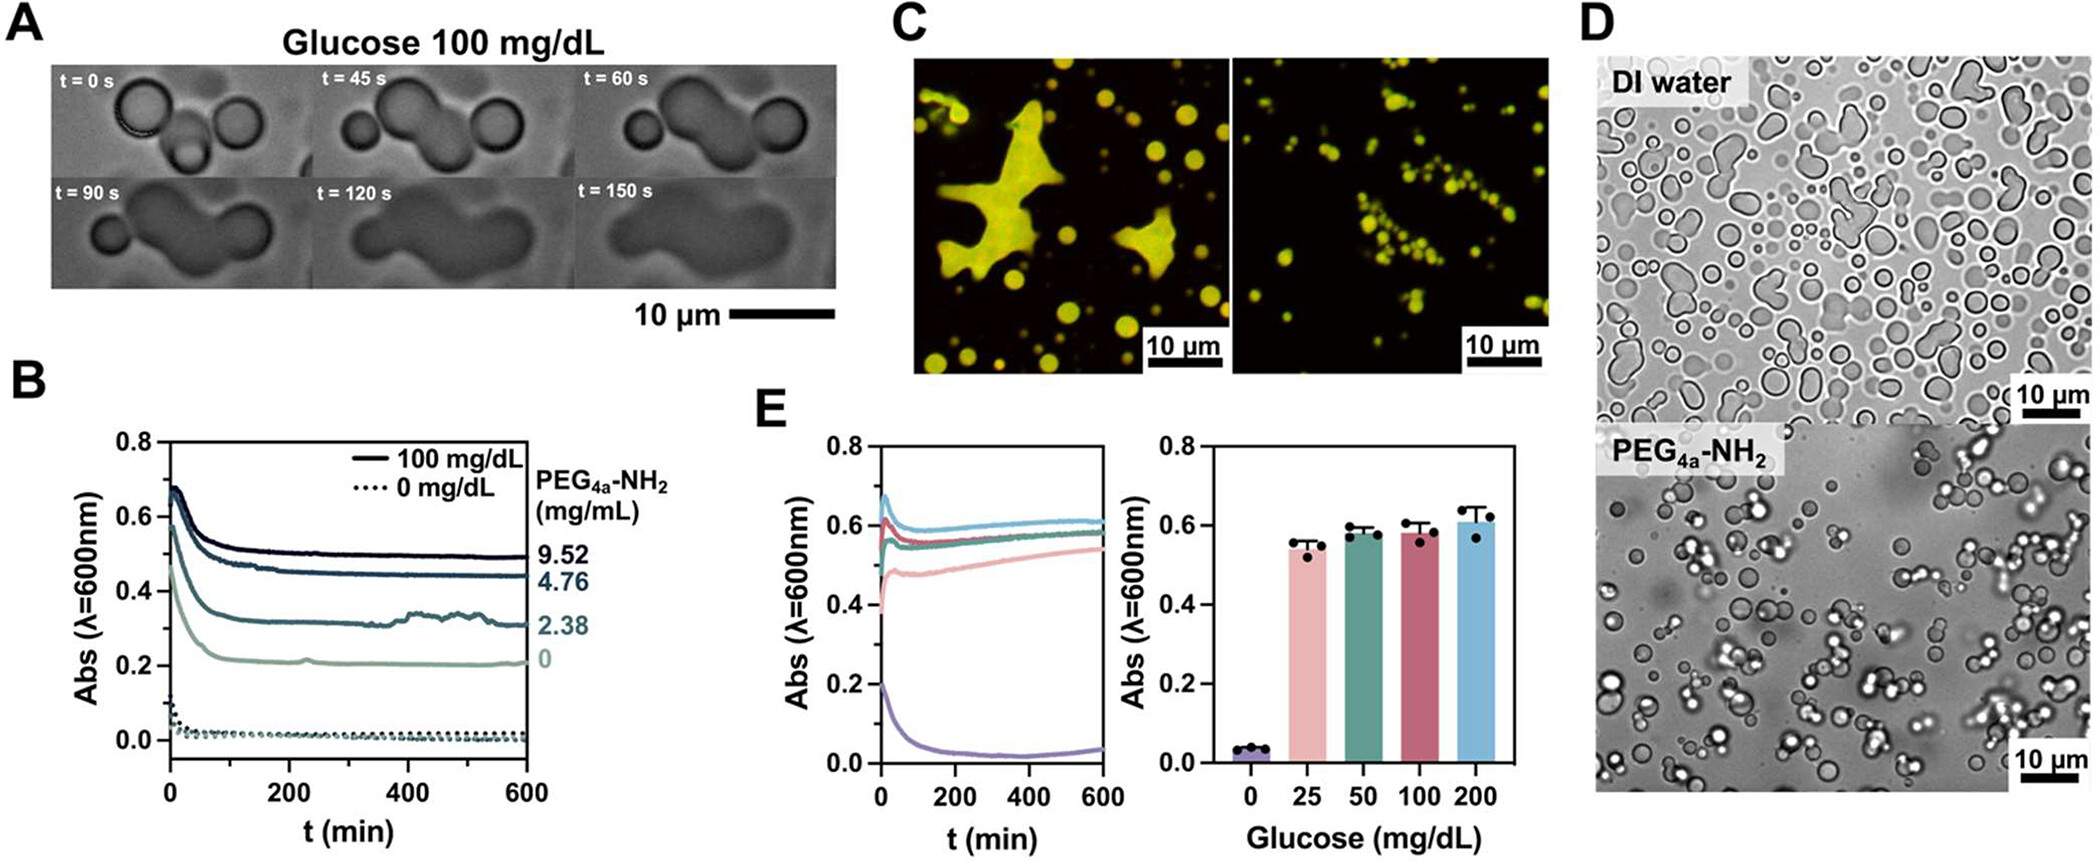 A
Glucose 100 mg/dL
t = 0 s
t = 45 s
t = 60 s
t = 90 s
t = 120 s
t = 150 s
10 μm
B
0.8
0.6
0.4
0.2
0.0
Abs (λ=600nm)
100 mg/dL
0 mg/dL
PEG4a-NH2
(mg/mL)
9.52
4.76
2.38
0
0 200 400 600
t (min)
C
10 μm
10 μm
D
DI water
10 μm
PEG4a-NH2
10 μm
E
0.8
0.6
0.4
0.2
0.0
Abs (λ=600nm)
0 200 400 600
t (min)
0.8
0.6
0.4
0.2
0.0
Abs (λ=600nm)
0 25 50 100 200
Glucose (mg/dL)